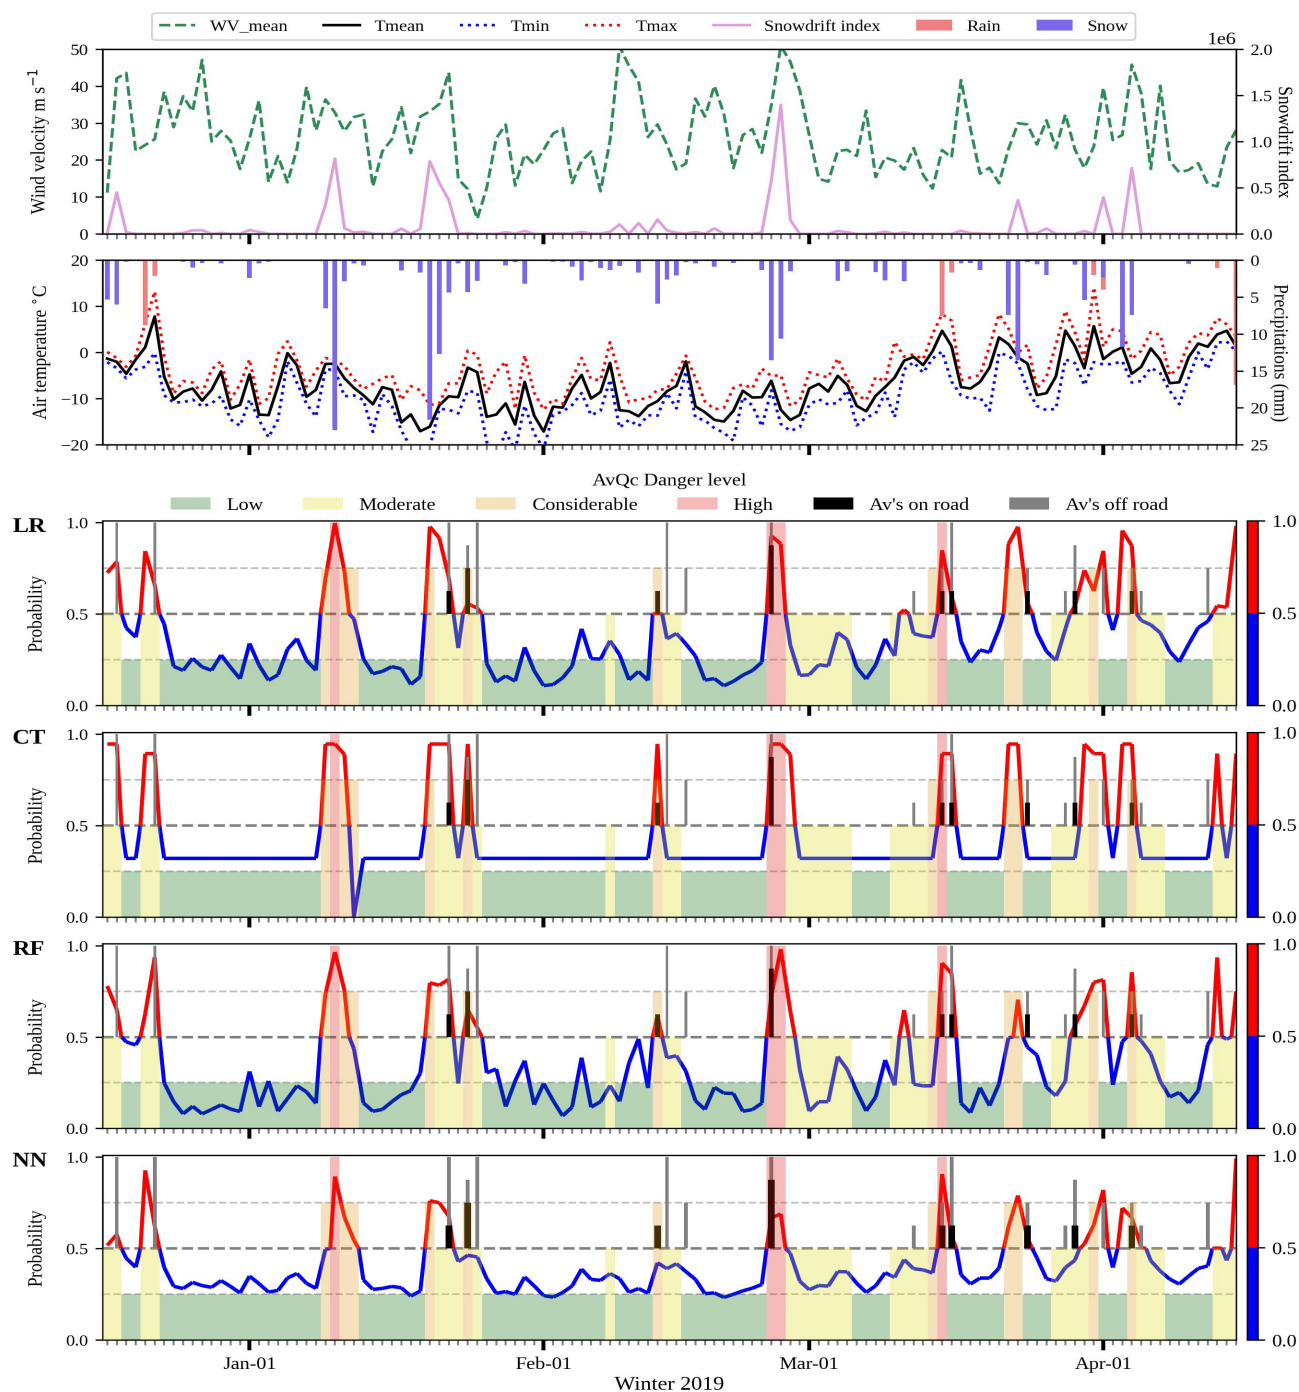 WV_mean Tmean Tmin Tmax Snowdrift index Rain Snow
1e6
50 2.0
40 1.5
30 1.0
20
10 0.5
0 0.0
Wind velocity m s⁻¹
Snowdrift index
20 0
10 5
0 10
−10 15
20
−20 25
Air temperature °C
Precipitations (mm)
AvQc Danger level
Low Moderate Considerable High Av's on road Av's off road
LR
1.0 1.0
0.5 0.5
0.0 0.0
Probability
CT
1.0 1.0
0.5 0.5
0.0 0.0
Probability
RF
1.0 1.0
0.5 0.5
0.0 0.0
Probability
NN
1.0 1.0
0.5 0.5
0.0 0.0
Probability
Jan-01 Feb-01 Mar-01 Apr-01
Winter 2019